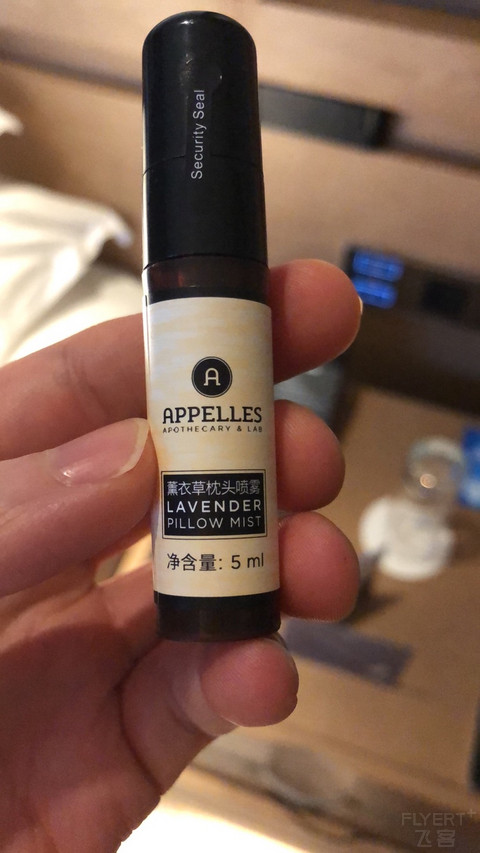 Security Seal
A
APPELLES
APOTHECARY & LAB
薰衣草枕头喷雾
LAVENDER
PILLOW MIST
净含量: 5 ml
FLYERT+
飞客